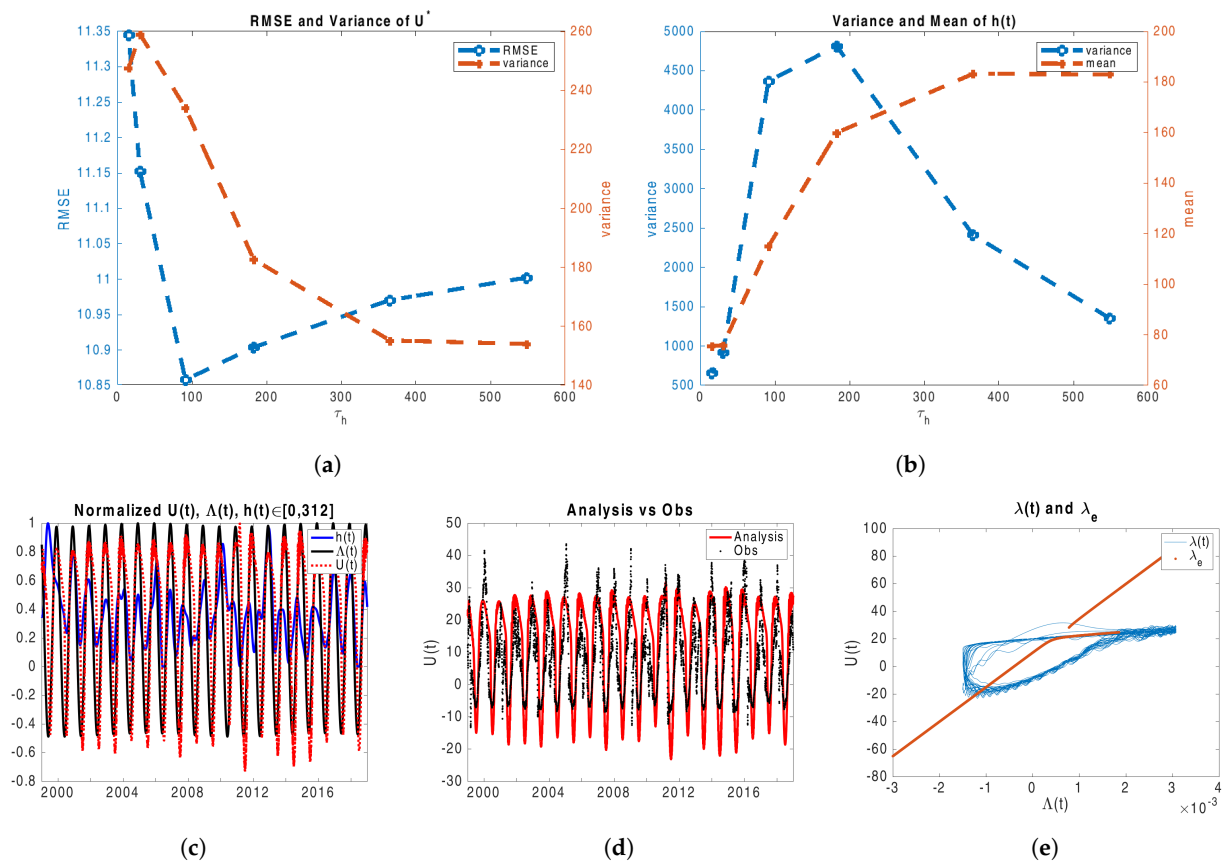 RMSE and Variance of U*
11.35
11.3
11.25
11.2
11.15
11.1
11.05
11
10.95
10.9
10.85
RMSE
260
240
220
200
180
160
140
variance
RMSE
variance
0 100 200 300 400 500 600
τh
(a)
Variance and Mean of h(t)
5000
4500
4000
3500
3000
2500
2000
1500
1000
500
variance
200
180
160
140
120
100
80
60
mean
variance
mean
0 100 200 300 400 500 600
τh
(b)
Normalized U(t), Λ(t), h(t)∈[0,312]
1
0.8
0.6
0.4
0.2
0
-0.2
-0.4
-0.6
-0.8
h(t)
Λ(t)
U(t)
2000 2004 2008 2012 2016
(c)
Analysis vs Obs
50
40
30
20
10
0
-10
-20
-30
U(t)
Analysis
Obs
2000 2004 2008 2012 2016
(d)
λ(t) and λe
100
80
60
40
20
0
-20
-40
-60
-80
U(t)
λ(t)
λe
-3 -2 -1 0 1 2 3 4
Λ(t)
×10-3
(e)